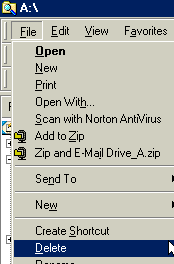 A:\
File Edit View Favorites
Open
New
Print
Open With...
Scan with Norton AntiVirus
Add to Zip
Zip and E-Mail Drive_A.zip
Send To
New
Create Shortcut
Delete
Rename